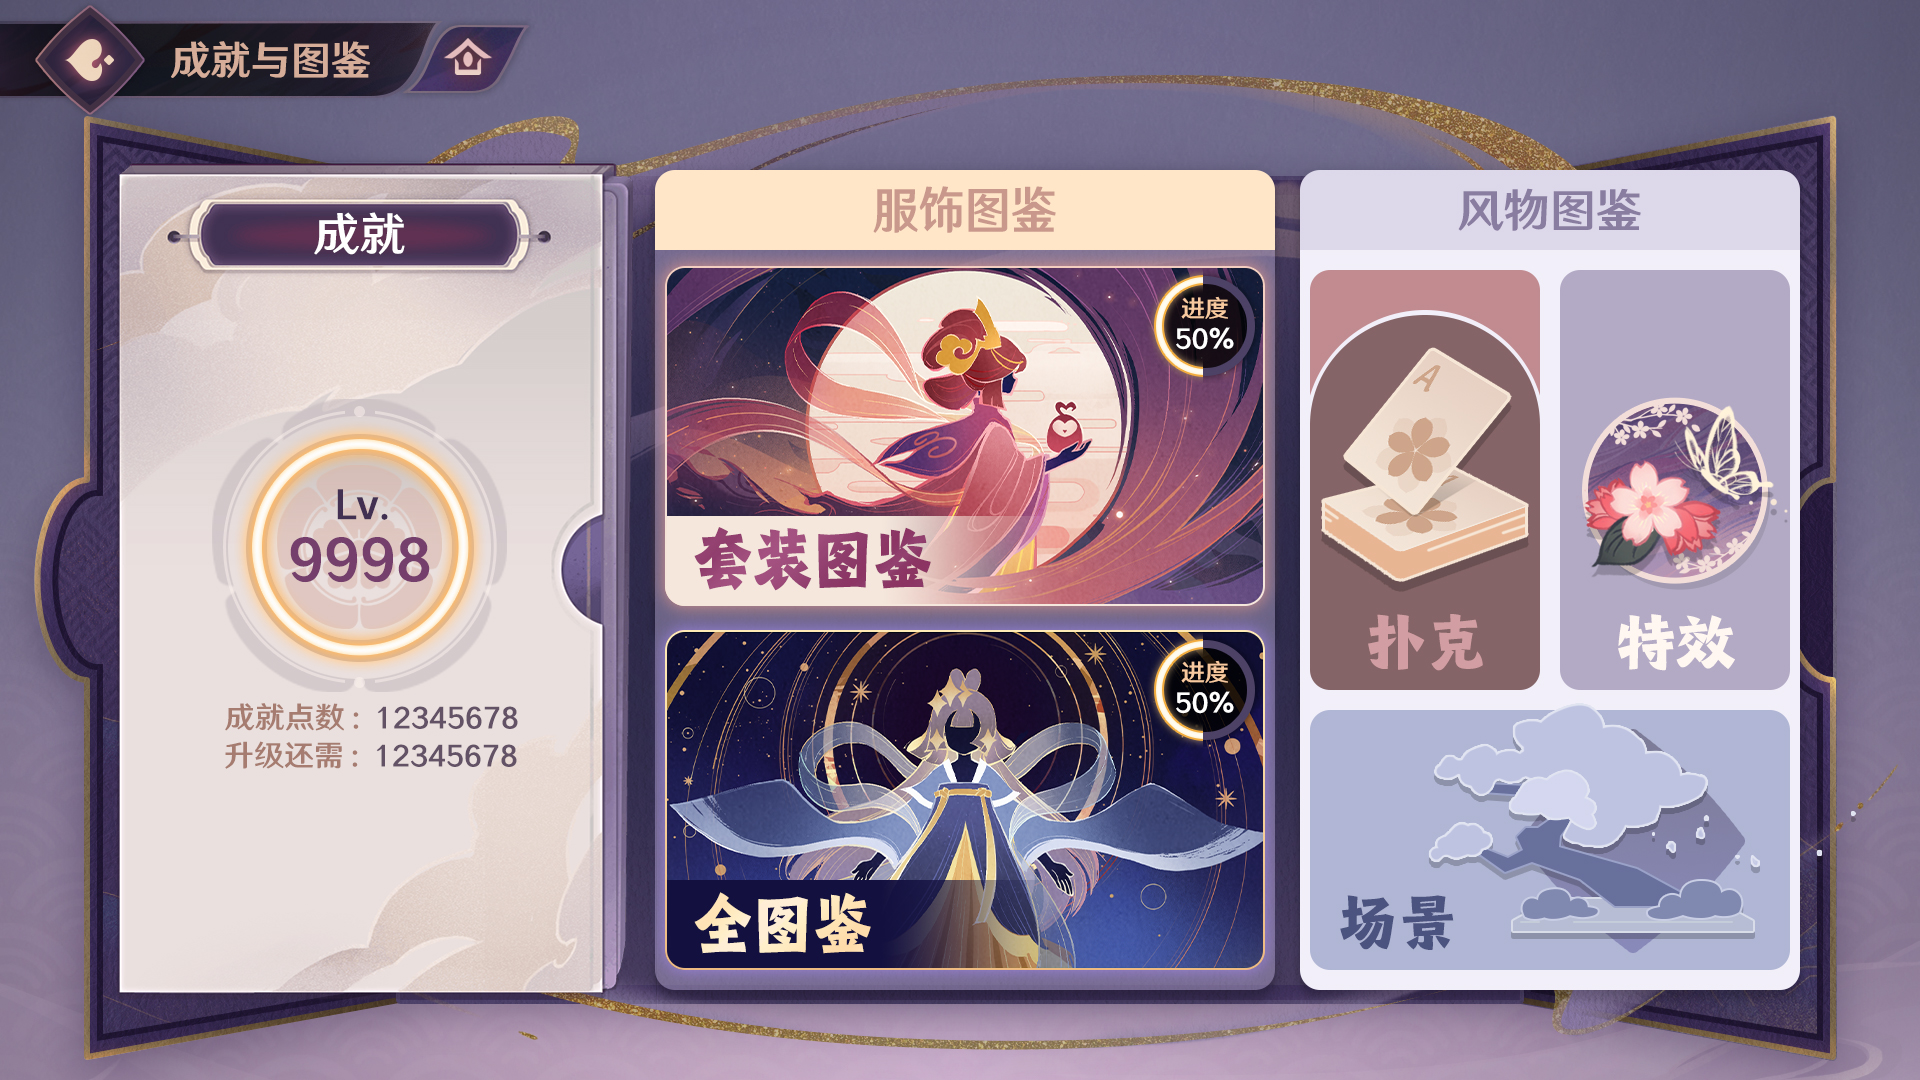 成就与图鉴
成就
Lv.
9998
成就点数：12345678
升级还需：12345678
服饰图鉴
进度
50%
套装图鉴
进度
50%
全图鉴
风物图鉴
A
扑克
特效
场景